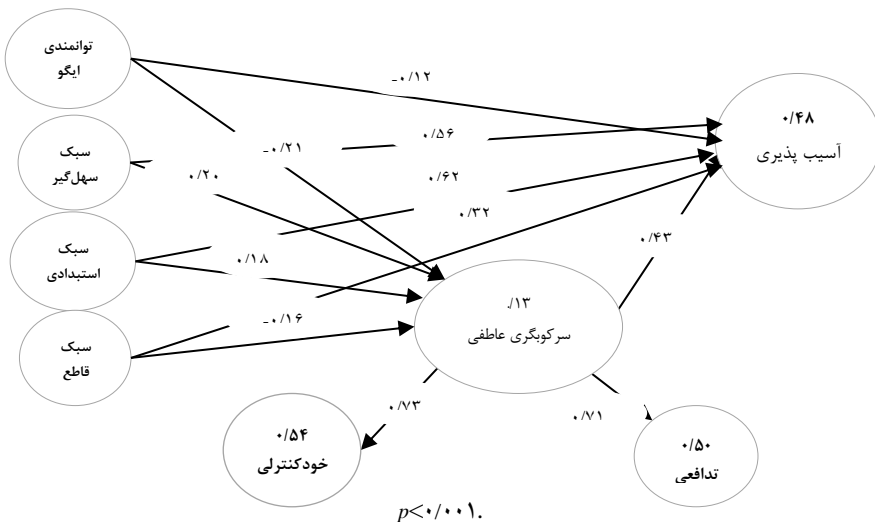 توانمندی
ایگو
-۰/۱۲
۰/۴۸
آسیب پذیری
سبک
سهل‌گیر
-۰/۲۱
۰/۵۶
۰/۲۰
۰/۶۲
۰/۳۲
سبک
استبدادی
۰/۱۸
۰/۴۳
۰/۱۳
سرکوبگری عاطفی
سبک
قاطع
-۰/۱۶
۰/۷۳
۰/۷۱
۰/۵۴
خودکنترلی
۰/۵۰
تدافعی
p<۰/۰۰۱.